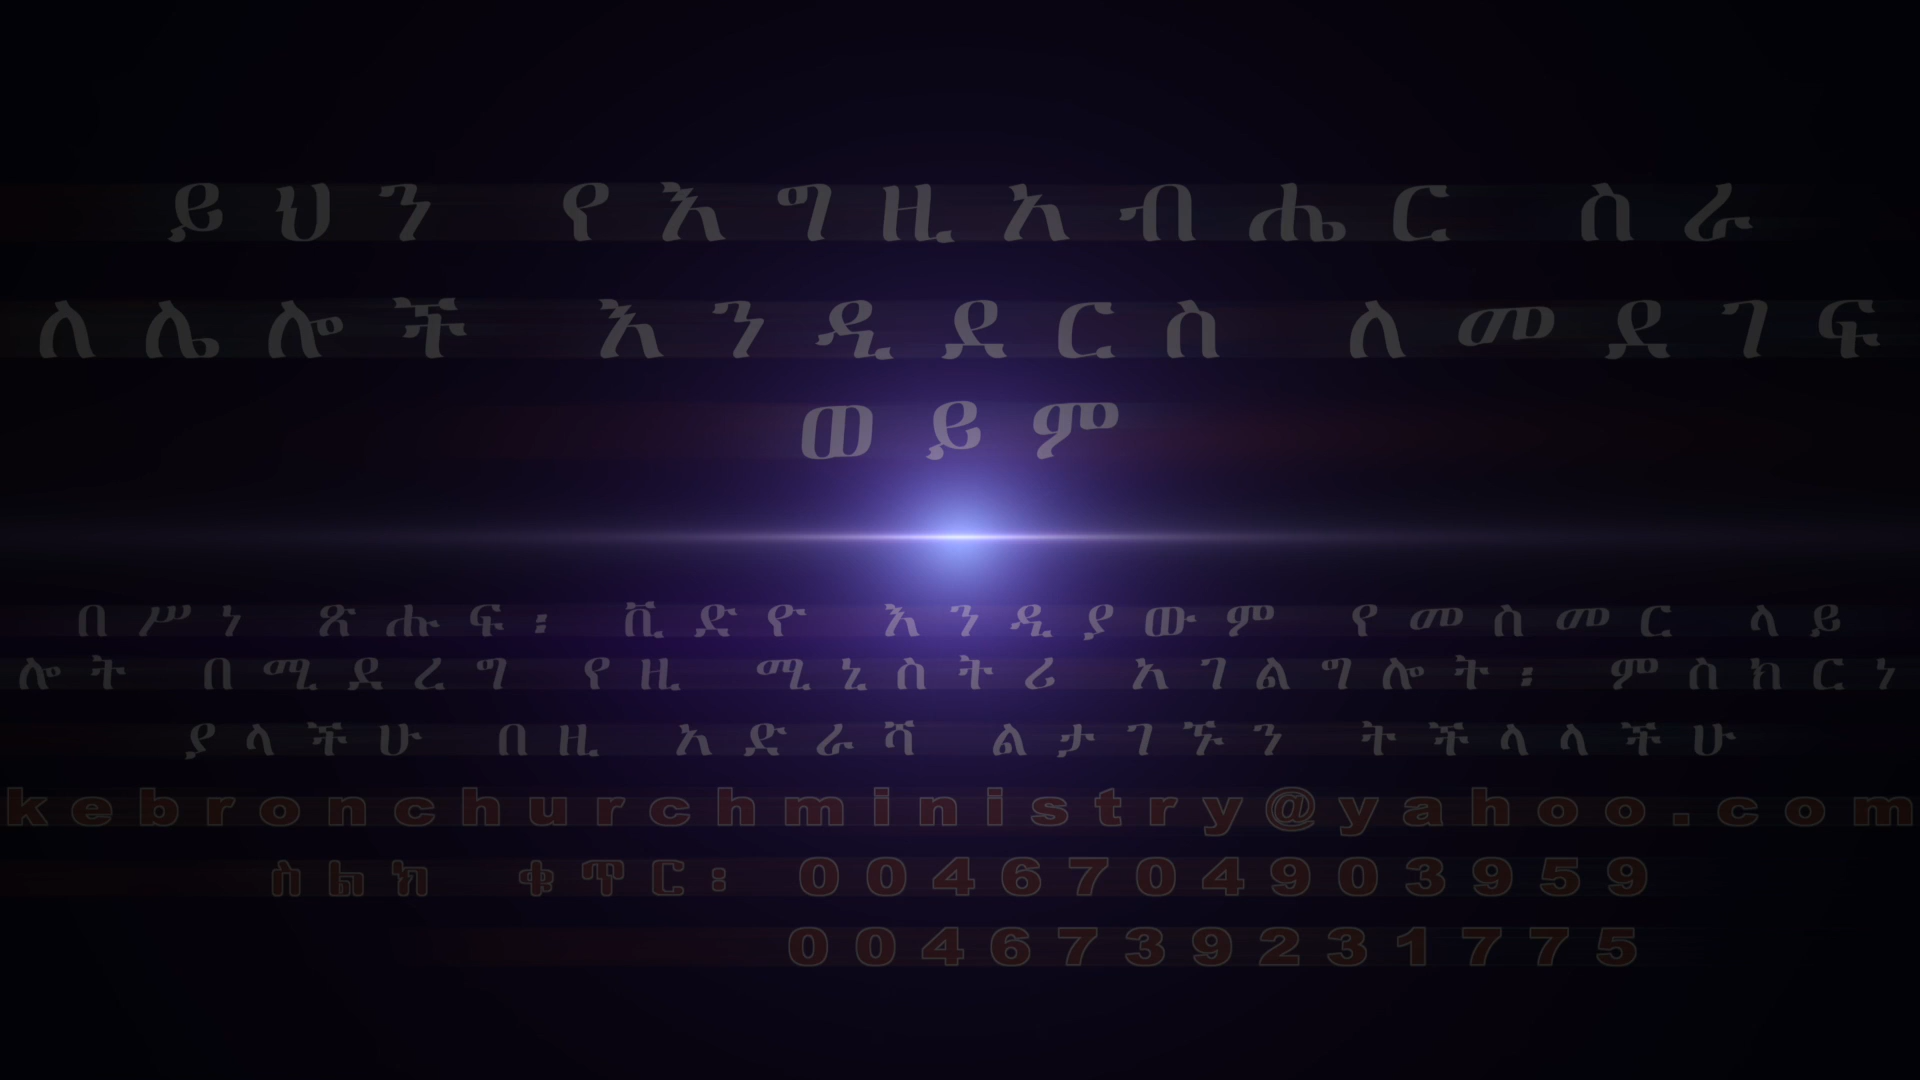 ይህን የእግዚአብሔር ስራ
ለሌሎች እንዲደርስ ለመደገፍ
ወይም
በሥነ ጽሑፍ፡ ቪድዮ እንዲያውም የመስመር ላይ
ሎት በሚደረግ የዚ ሚኒስትሪ አገልግሎት፡ ምስክርነ
ያላችሁ በዚ አድራሻ ልታገኙን ትችላላችሁ
kebronchurchministry@yahoo.com
ስልክ ቁጥር፡ 0046704903959
0046739231775